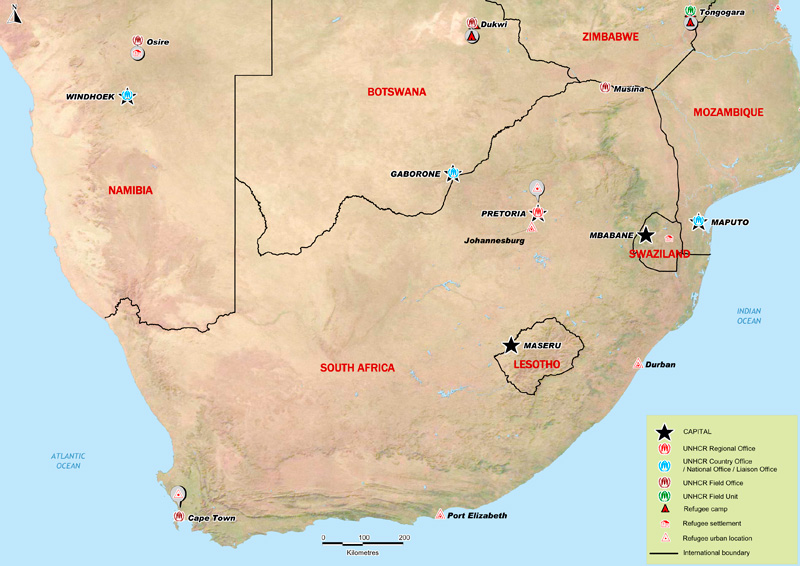 N
Osire
Dukwi
Tongogara
ZIMBABWE
WINDHOEK
BOTSWANA
Musina
MOZAMBIQUE
GABORONE
NAMIBIA
PRETORIA
Johannesburg
MBABANE
MAPUTO
SWAZILAND
INDIAN
OCEAN
MASERU
SOUTH AFRICA
LESOTHO
Durban
ATLANTIC
OCEAN
Cape Town
Port Elizabeth
0 100 200
Kilometres
CAPITAL
UNHCR Regional Office
UNHCR Country Office
/ National Office / Liaison Office
UNHCR Field Office
UNHCR Field Unit
Refugee camp
Refugee settlement
Refugee urban location
International boundary